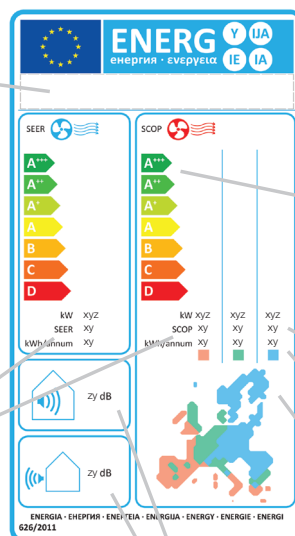 ENERG Y IJA
енергия · ενεργεια IE IA
SEER SCOP
A+++ A+++
A++ A++
A+ A+
A A
B B
C C
D D
kW xyz kW xyz xyz xyz
SEER xy SCOP xy xy xy
kWh/annum xy kWh/annum xy xy xy
zy dB
zy dB
ENERGIA · ЕНЕРГИЯ · ΕΝΕΡΓΕΙΑ · ENERGIJA · ENERGY · ENERGIE · ENERGI
626/2011